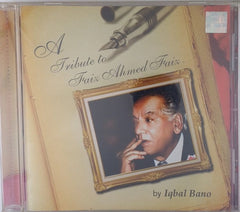 A
Tribute to
Faiz Ahmed Faiz
by Iqbal Bano